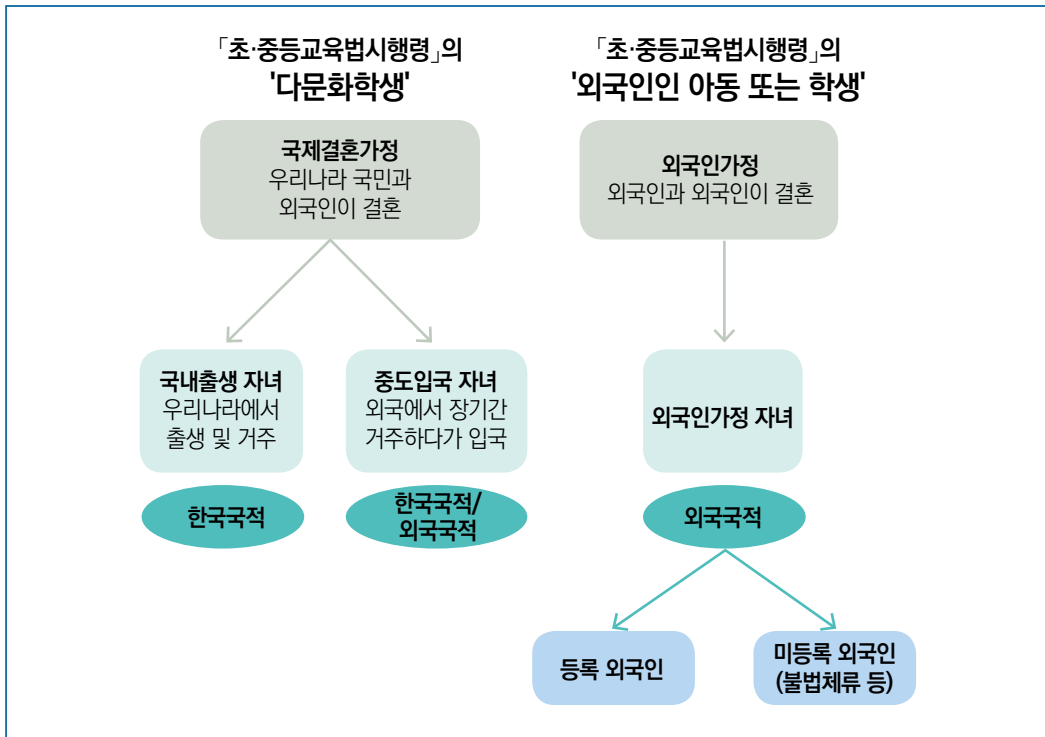 「초·중등교육법시행령」의
'다문화학생'
국제결혼가정
우리나라 국민과
외국인이 결혼
국내출생 자녀
우리나라에서
출생 및 거주
한국국적
중도입국 자녀
외국에서 장기간
거주하다가 입국
한국국적/
외국국적
「초·중등교육법시행령」의
'외국인인 아동 또는 학생'
외국인가정
외국인과 외국인이 결혼
외국인가정 자녀
외국국적
등록 외국인
미등록 외국인
(불법체류 등)